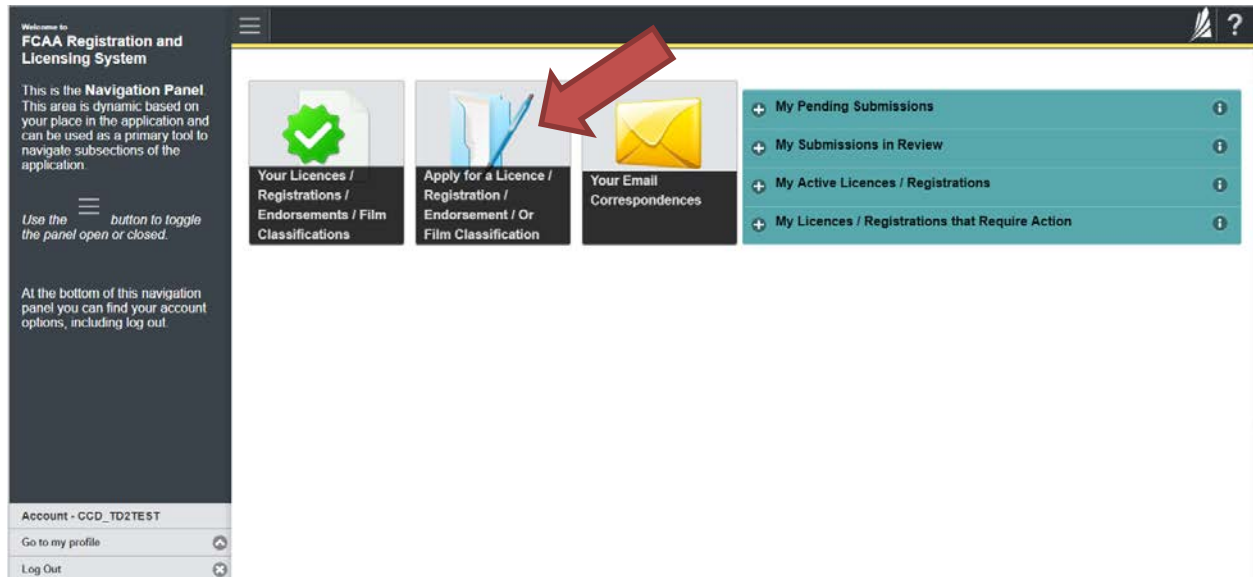 Welcome to
FCAA Registration and
Licensing System
This is the Navigation Panel.
This area is dynamic based on
your place in the application and
can be used as a primary tool to
navigate subsections of the
application.
Use the button to toggle
the panel open or closed.
At the bottom of this navigation
panel you can find your account
options, including log out.
Account - CCD_TD2TEST
Go to my profile
Log Out
?
Your Licences /
Registrations /
Endorsements / Film
Classifications
Apply for a Licence /
Registration /
Endorsement / Or
Film Classification
Your Email
Correspondences
My Pending Submissions
My Submissions in Review
My Active Licences / Registrations
My Licences / Registrations that Require Action